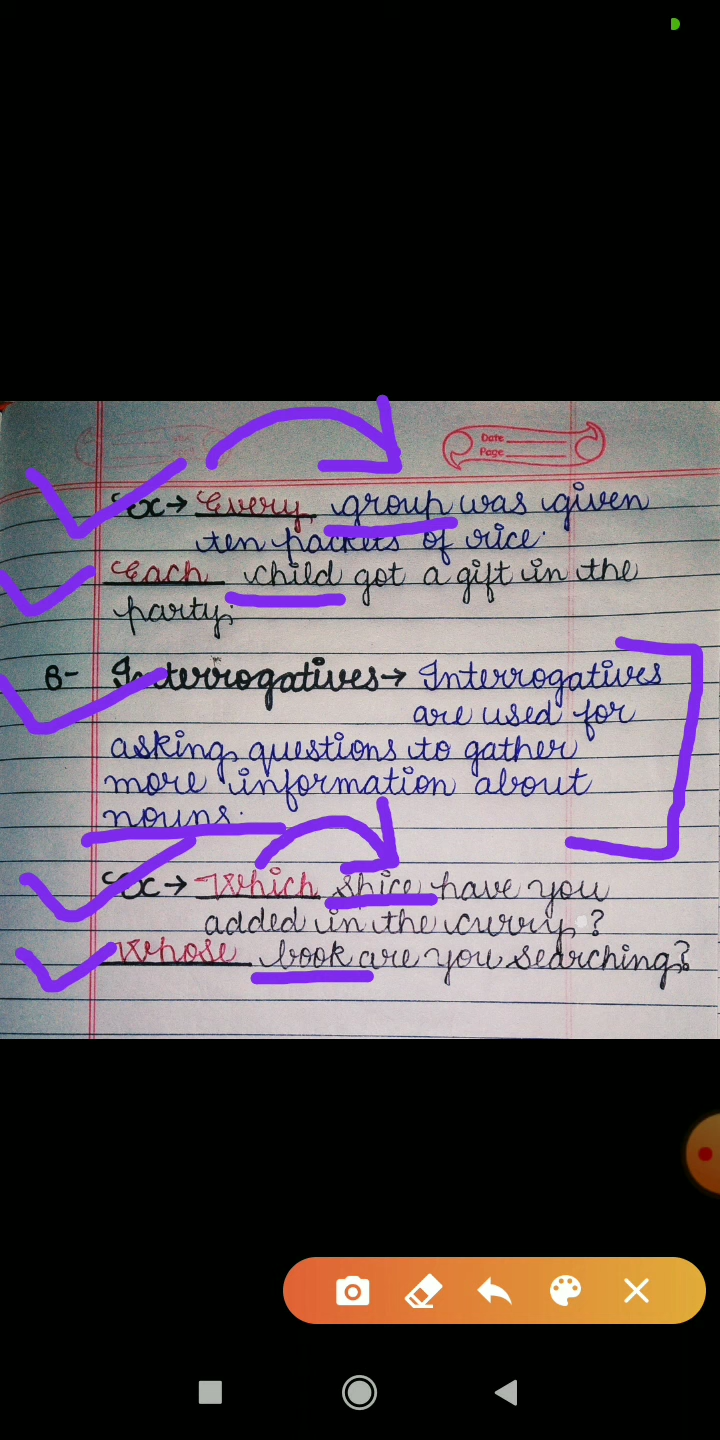 Date
Page
Ex→ Every group was given
ten packets of rice.
Each child got a gift in the
party.
6- Interrogatives→ Interrogatives
are used for
asking questions to gather
more information about
nouns.
Ex→ Which spice have you
added in the curry?
Whose book are you searching?